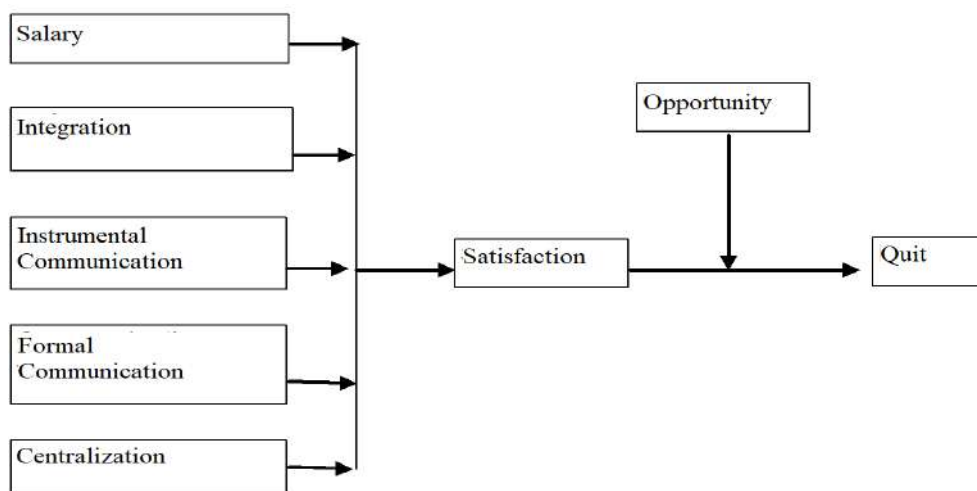 Salary
Integration
Instrumental
Communication
Formal
Communication
Centralization
Satisfaction
Opportunity
Quit